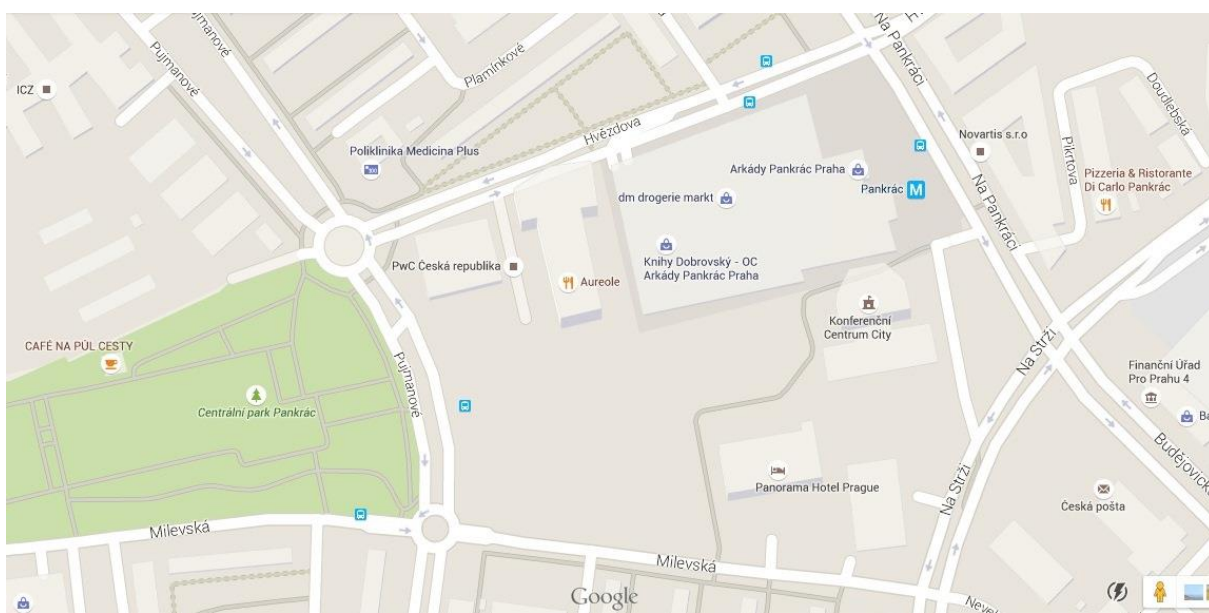 Pujmanové
Pujmanové
Plamínkové
Na Pankráci
ICZ
Hvězdova
Doudlebská
Poliklinika Medicina Plus
Novartis s.r.o
Pikrtova
Arkády Pankrác Praha
Pankrác
M
Pizzeria & Ristorante
Di Carlo Pankrác
dm drogerie markt
Na Pankráci
Knihy Dobrovský - OC
Arkády Pankrác Praha
PwC Česká republika
Aureole
Konferenční
Centrum City
CAFÉ NA PŮL CESTY
Na Strži
Finanční Úřad
Pro Prahu 4
Pujmanové
Centrální park Pankrác
Ba
Budějovická
Panorama Hotel Prague
Na Strži
Česká pošta
Milevská
Milevská
Google